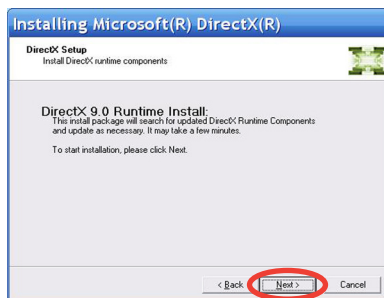 Installing Microsoft(R) DirectX(R)
DirectX Setup
Install DirectX runtime components
DirectX 9.0 Runtime Install:
This install package will search for updated DirectX Runtime Components
and update as necessary. It may take a few minutes.
To start installation, please click Next.
< Back Next > Cancel